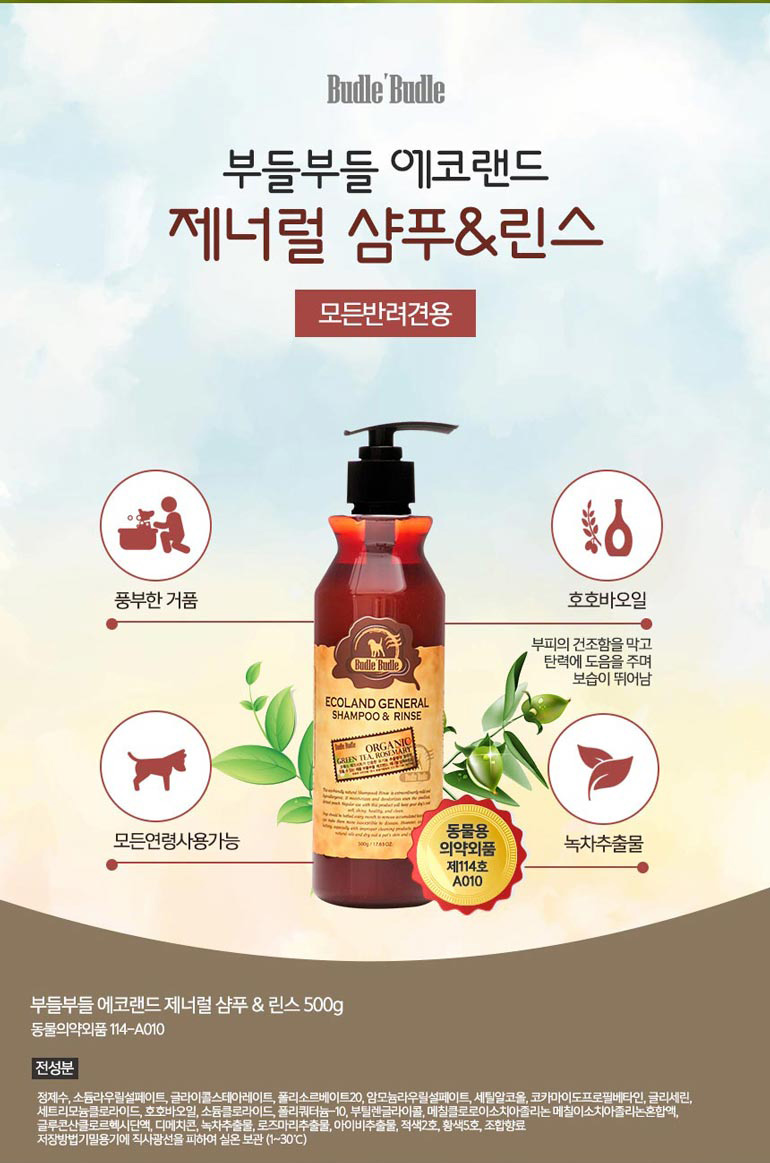 Budle'Budle
부들부들 에코랜드
제너럴 샴푸&린스
모든반려견용
풍부한 거품
호호바오일
부피의 건조함을 막고
탄력에 도움을 주며
보습이 뛰어남
Budle'Budle
ECOLAND GENERAL
SHAMPOO & RINSE
Budle Budle
ORGANIC
GREEN TEA, ROSEMARY
모든연령사용가능
녹차추출물
500g / 17.63 OZ.
동물용
의약외품
제114호
A010
부들부들 에코랜드 제너럴 샴푸 & 린스 500g
동물의약외품 114-A010
전성분
정제수, 소듐라우릴설페이트, 글라이콜스테아레이트, 폴리소르베이트20, 암모늄라우릴설페이트, 세틸알코올, 코카마이도프로필베타인, 글리세린,
세트리모늄클로라이드, 호호바오일, 소듐클로라이드, 폴리쿼터늄-10, 부틸렌글라이콜, 메칠클로로이소치아졸리논 메칠이소치아졸리논혼합액,
글루콘산클로르헥시딘액, 디메치콘, 녹차추출물, 로즈마리추출물, 아이비추출물, 적색2호, 황색5호, 조합향료
저장방법기밀용기에 직사광선을 피하여 실온 보관 (1~30℃)